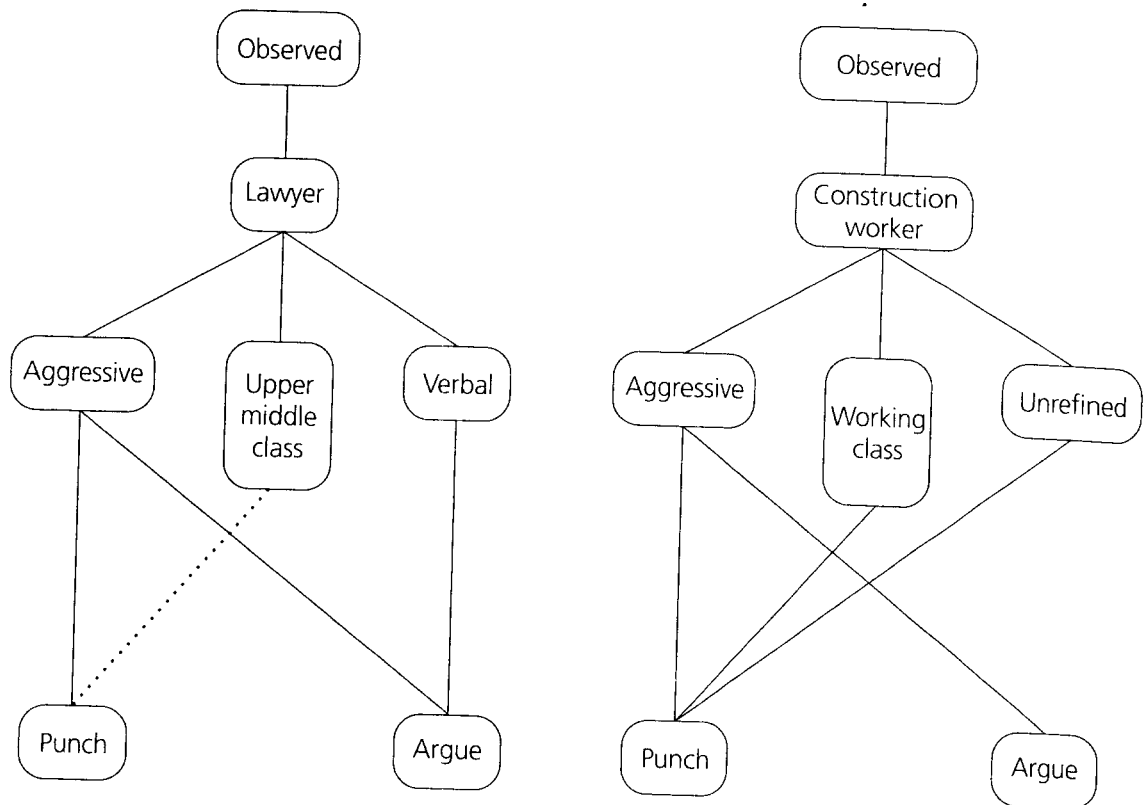 Observed
Lawyer
Aggressive
Upper
middle
class
Verbal
Punch
Argue
Observed
Construction
worker
Aggressive
Working
class
Unrefined
Punch
Argue